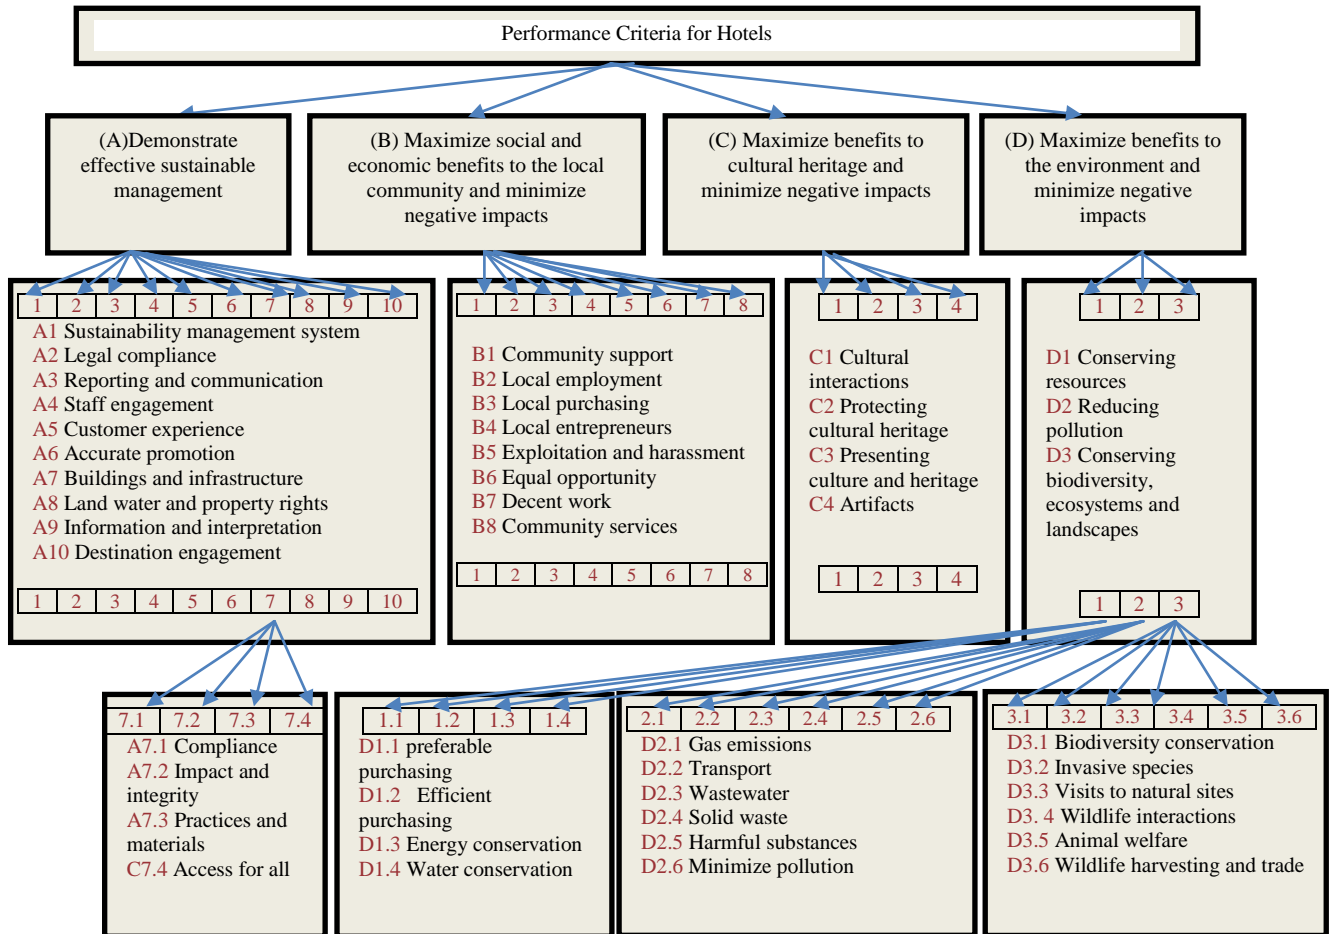 Performance Criteria for Hotels
(A)Demonstrate
effective sustainable
management
(B) Maximize social and
economic benefits to the local
community and minimize
negative impacts
(C) Maximize benefits to
cultural heritage and
minimize negative impacts
(D) Maximize benefits to
the environment and
minimize negative
impacts
1 2 3 4 5 6 7 8 9 10
A1 Sustainability management system
A2 Legal compliance
A3 Reporting and communication
A4 Staff engagement
A5 Customer experience
A6 Accurate promotion
A7 Buildings and infrastructure
A8 Land water and property rights
A9 Information and interpretation
A10 Destination engagement
1 2 3 4 5 6 7 8 9 10
1 2 3 4 5 6 7 8
B1 Community support
B2 Local employment
B3 Local purchasing
B4 Local entrepreneurs
B5 Exploitation and harassment
B6 Equal opportunity
B7 Decent work
B8 Community services
1 2 3 4 5 6 7 8
1 2 3 4
C1 Cultural
interactions
C2 Protecting
cultural heritage
C3 Presenting
culture and heritage
C4 Artifacts
1 2 3 4
1 2 3
D1 Conserving
resources
D2 Reducing
pollution
D3 Conserving
biodiversity,
ecosystems and
landscapes
1 2 3
7.1 7.2 7.3 7.4
A7.1 Compliance
A7.2 Impact and
integrity
A7.3 Practices and
materials
C7.4 Access for all
1.1 1.2 1.3 1.4
D1.1 preferable
purchasing
D1.2 Efficient
purchasing
D1.3 Energy conservation
D1.4 Water conservation
2.1 2.2 2.3 2.4 2.5 2.6
D2.1 Gas emissions
D2.2 Transport
D2.3 Wastewater
D2.4 Solid waste
D2.5 Harmful substances
D2.6 Minimize pollution
3.1 3.2 3.3 3.4 3.5 3.6
D3.1 Biodiversity conservation
D3.2 Invasive species
D3.3 Visits to natural sites
D3. 4 Wildlife interactions
D3.5 Animal welfare
D3.6 Wildlife harvesting and trade